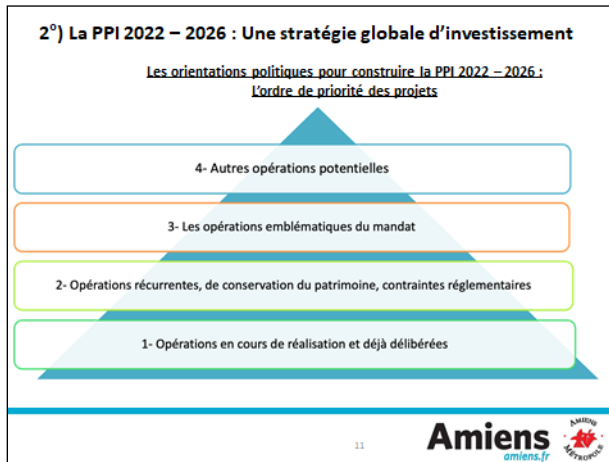 2°) La PPI 2022 – 2026 : Une stratégie globale d'investissement
Les orientations politiques pour construire la PPI 2022 – 2026 :
L'ordre de priorité des projets
4- Autres opérations potentielles
3- Les opérations emblématiques du mandat
2- Opérations récurrentes, de conservation du patrimoine, contraintes réglementaires
1- Opérations en cours de réalisation et déjà délibérées
11
Amiens
amiens.fr
AMIENS
MÉTROPOLE